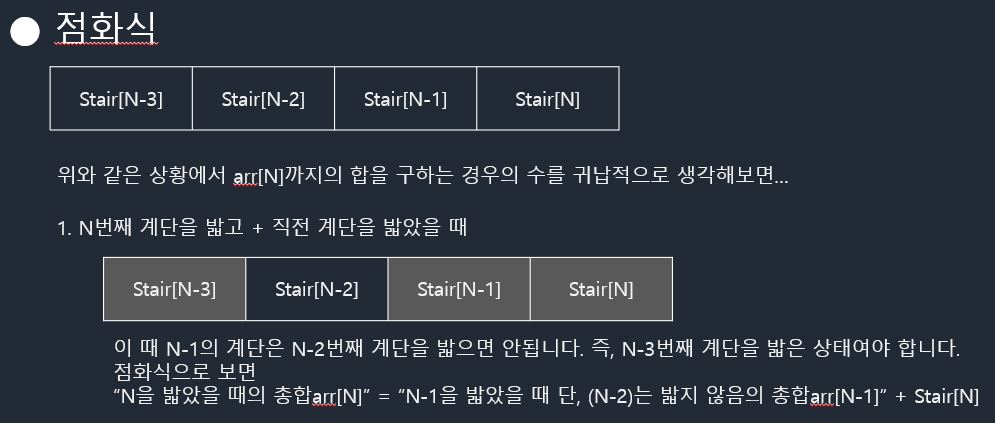 점화식
Stair[N-3] Stair[N-2] Stair[N-1] Stair[N]
위와 같은 상황에서 arr[N]까지의 합을 구하는 경우의 수를 귀납적으로 생각해보면...
1. N번째 계단을 밟고 + 직전 계단을 밟았을 때
Stair[N-3] Stair[N-2] Stair[N-1] Stair[N]
이 때 N-1의 계단은 N-2번째 계단을 밟으면 안됩니다. 즉, N-3번째 계단을 밟은 상태여야 합니다.
점화식으로 보면
“N을 밟았을 때의 총합arr[N]” = “N-1을 밟았을 때 단, (N-2)는 밟지 않음의 총합arr[N-1]” + Stair[N]